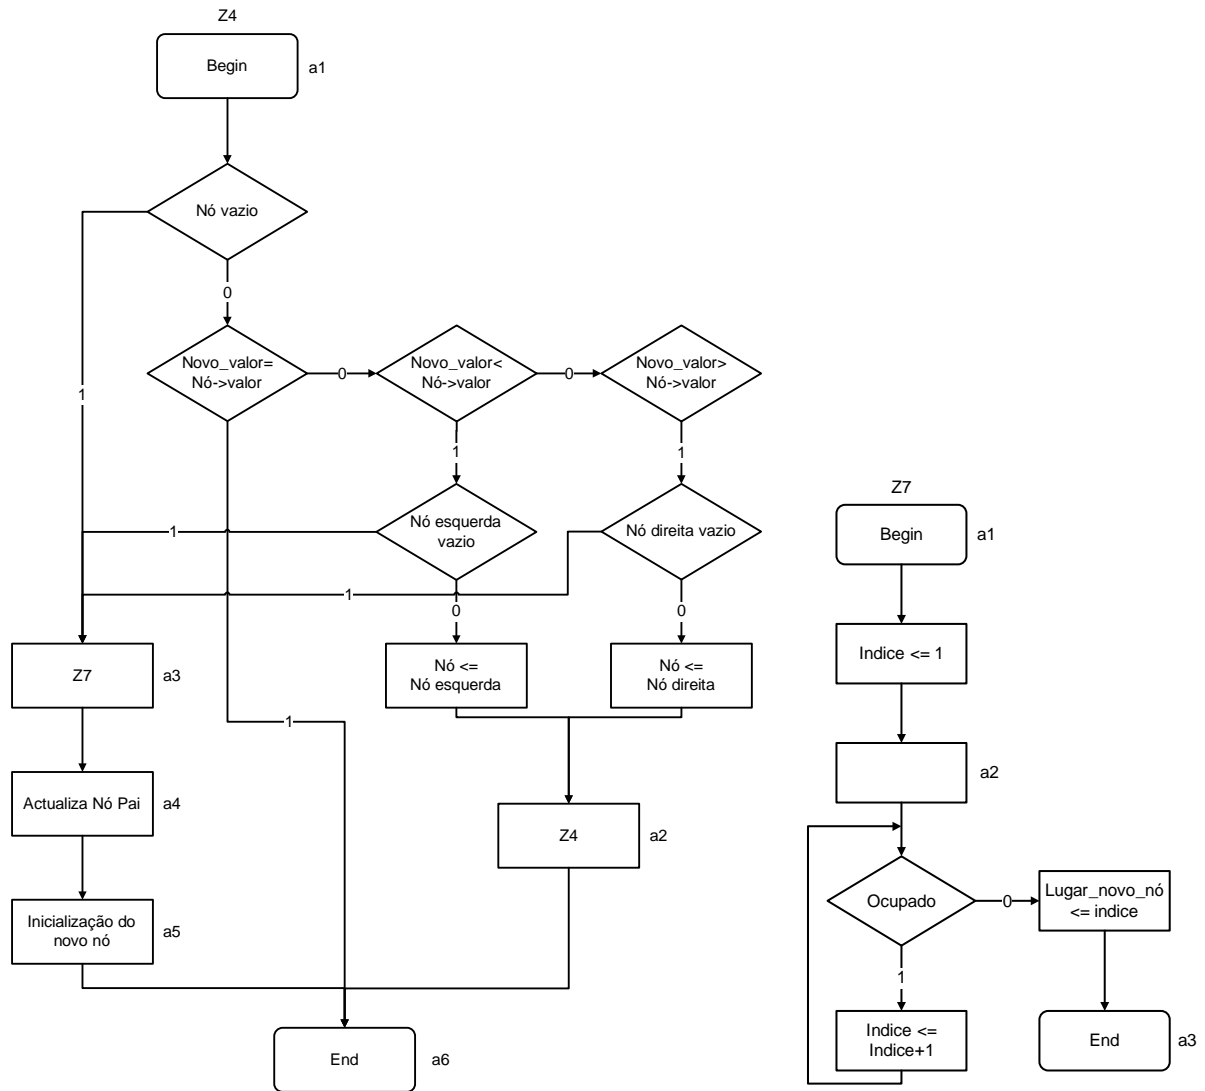 Z4
Begin
a1
Nó vazio
0
1
Novo_valor=
Nó->valor
0
Novo_valor<
Nó->valor
0
Novo_valor>
Nó->valor
1
1
Nó esquerda
vazio
1
Nó direita vazio
1
0
0
Z7
a3
Nó <=
Nó esquerda
Nó <=
Nó direita
1
Actualiza Nó Pai
a4
Z4
a2
Inicialização do
novo nó
a5
End
a6
Z7
Begin
a1
Indice <= 1
a2
Ocupado
0
Lugar_novo_nó
<= indice
1
Indice <=
Indice+1
End
a3